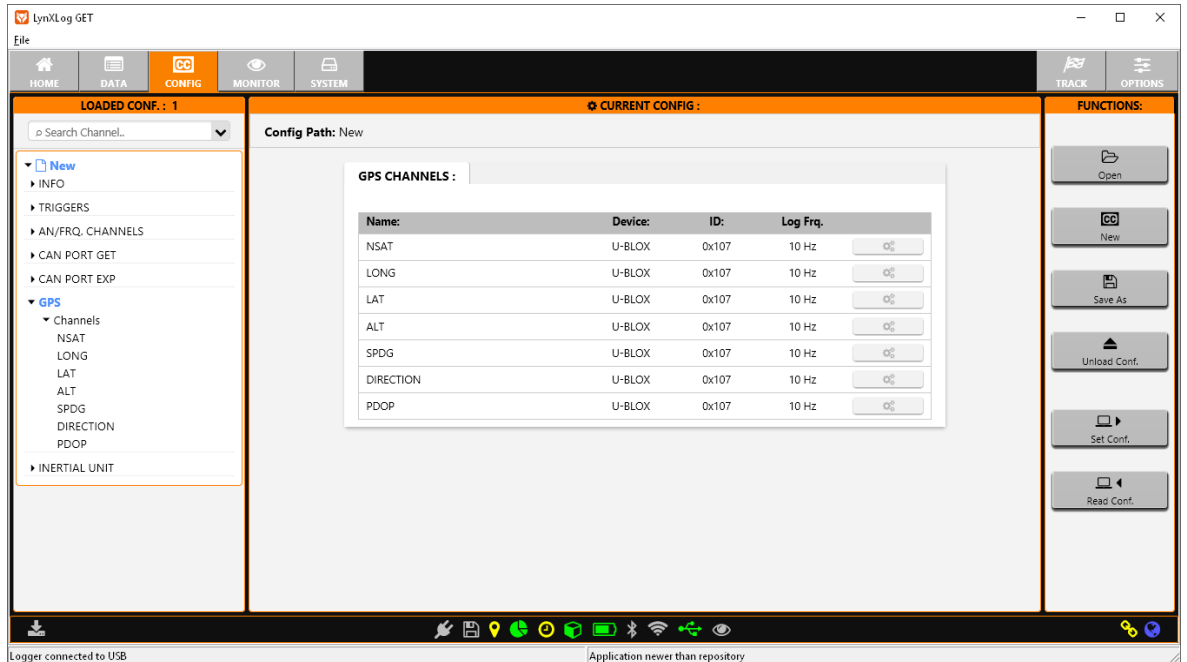 LynXLog GET
File
HOME DATA CONFIG MONITOR SYSTEM TRACK OPTIONS
LOADED CONF. : 1
Search Channel..
New
INFO
TRIGGERS
AN/FRQ. CHANNELS
CAN PORT GET
CAN PORT EXP
GPS
Channels
NSAT
LONG
LAT
ALT
SPDG
DIRECTION
PDOP
INERTIAL UNIT
CURRENT CONFIG :
Config Path: New
GPS CHANNELS :
Name: Device: ID: Log Frq.
NSAT U-BLOX 0x107 10 Hz
LONG U-BLOX 0x107 10 Hz
LAT U-BLOX 0x107 10 Hz
ALT U-BLOX 0x107 10 Hz
SPDG U-BLOX 0x107 10 Hz
DIRECTION U-BLOX 0x107 10 Hz
PDOP U-BLOX 0x107 10 Hz
FUNCTIONS:
Open
CC
New
Save As
Unload Conf.
Set Conf.
Read Conf.
Logger connected to USB
Application newer than repository